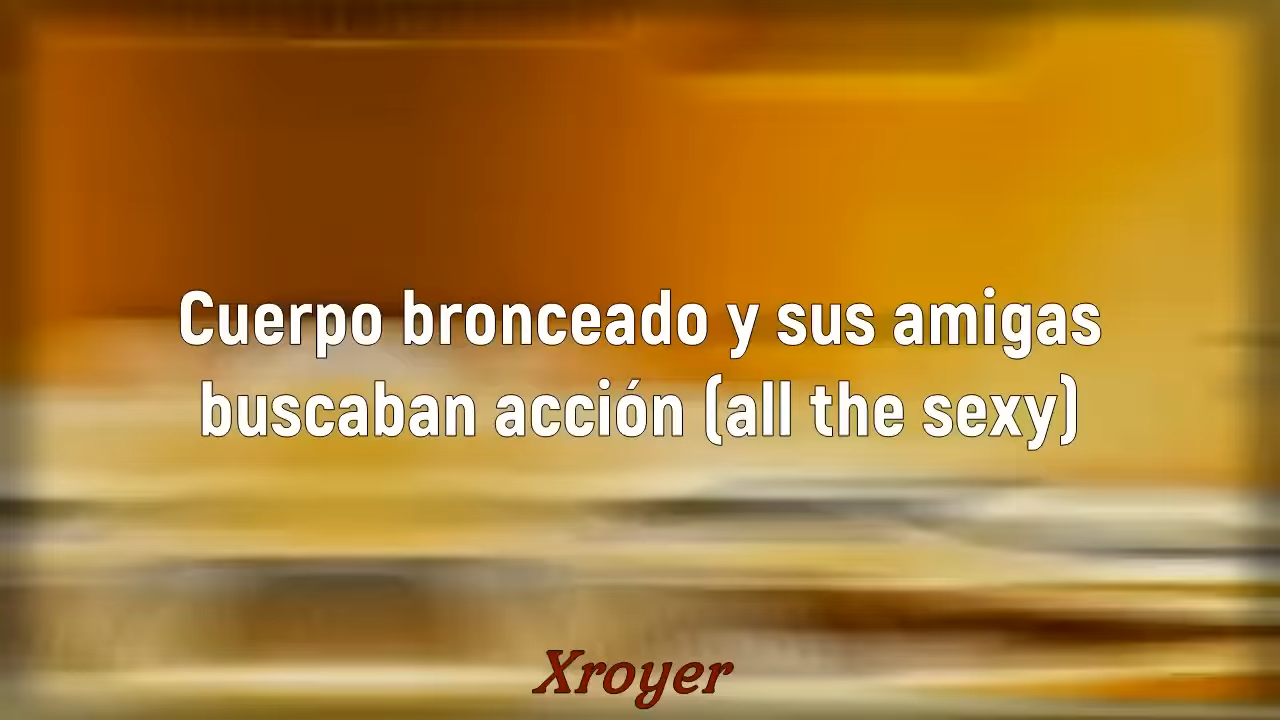 Cuerpo bronceado y sus amigas
buscaban acción (all the sexy)
Xroyer